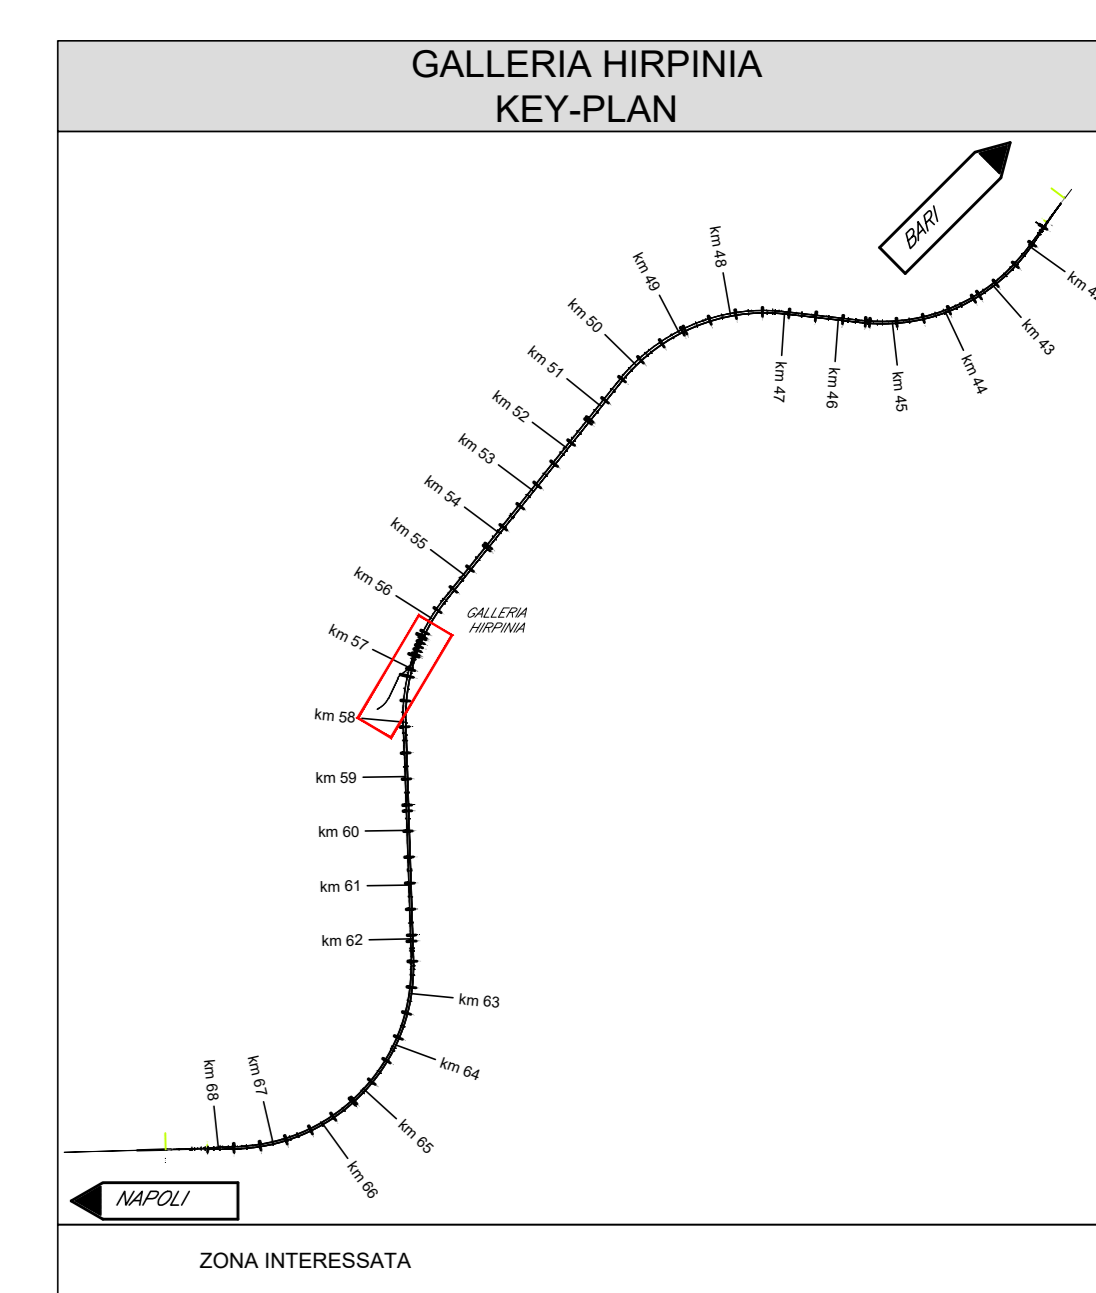 GALLERIA HIRPINIA
KEY-PLAN
BARI
km 48
km 49
km 50
km 51
km 52
km 53
km 54
km 55
km 56
km 57
km 58
km 59
km 60
km 61
km 62
km 47
km 46
km 45
km 44
km 43
GALLERIA
HIRPINIA
km 63
km 64
km 65
km 66
km 67
km 68
NAPOLI
ZONA INTERESSATA